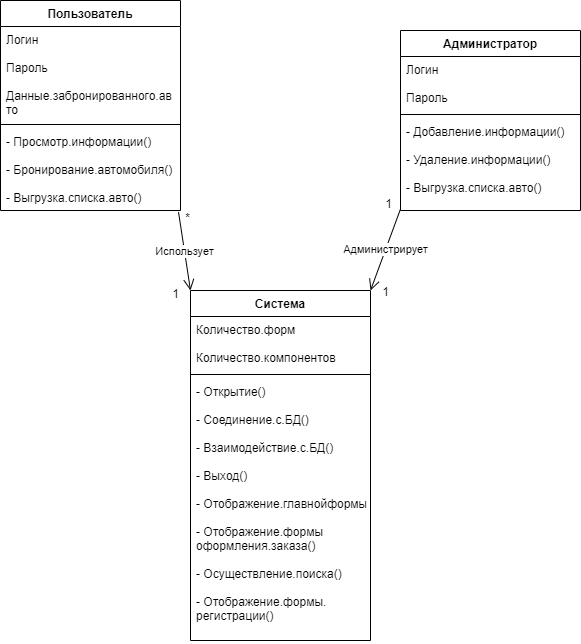 Пользователь
Логин
Пароль
Данные.забронированного.ав
то
- Просмотр.информации()
- Бронирование.автомобиля()
- Выгрузка.списка.авто()
Администратор
Логин
Пароль
- Добавление.информации()
- Удаление.информации()
- Выгрузка.списка.авто()
*
1
Использует
Администрирует
1
1
Система
Количество.форм
Количество.компонентов
- Открытие()
- Соединение.с.БД()
- Взаимодействие.с.БД()
- Выход()
- Отображение.главнойформы
- Отображение.формы
оформления.заказа()
- Осуществление.поиска()
- Отображение.формы.
регистрации()